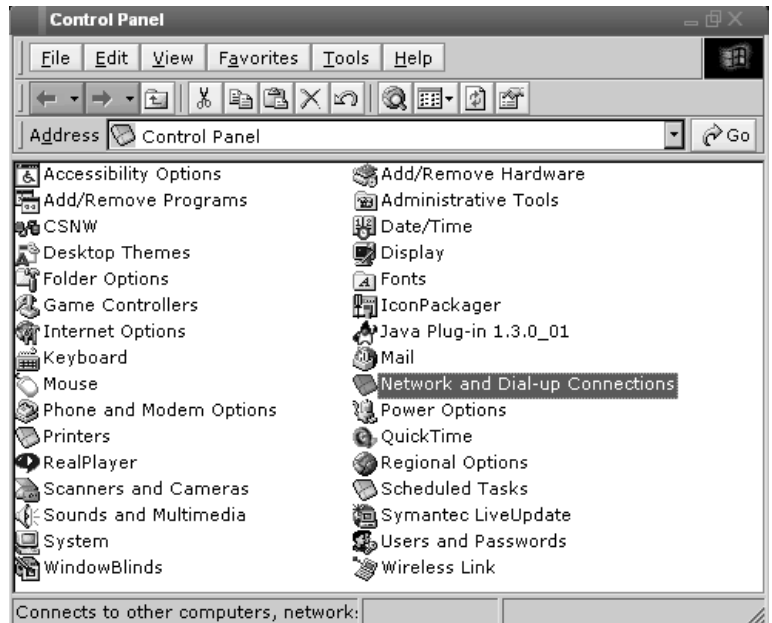 Control Panel
File Edit View Favorites Tools Help
Address Control Panel Go
Accessibility Options Add/Remove Hardware
Add/Remove Programs Administrative Tools
CSNW Date/Time
Desktop Themes Display
Folder Options Fonts
Game Controllers IconPackager
Internet Options Java Plug-in 1.3.0_01
Keyboard Mail
Mouse Network and Dial-up Connections
Phone and Modem Options Power Options
Printers QuickTime
RealPlayer Regional Options
Scanners and Cameras Scheduled Tasks
Sounds and Multimedia Symantec LiveUpdate
System Users and Passwords
WindowBlinds Wireless Link
Connects to other computers, network: